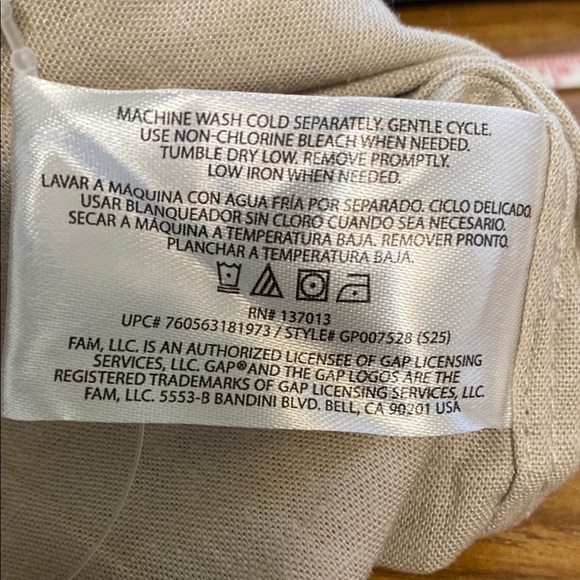 MACHINE WASH COLD SEPARATELY. GENTLE CYCLE.
USE NON-CHLORINE BLEACH WHEN NEEDED.
TUMBLE DRY LOW. REMOVE PROMPTLY.
LOW IRON WHEN NEEDED.
LAVAR A MÁQUINA CON AGUA FRÍA POR SEPARADO. CICLO DELICADO.
USAR BLANQUEADOR SIN CLORO CUANDO SEA NECESARIO.
SECAR A MÁQUINA A TEMPERATURA BAJA. REMOVER PRONTO.
PLANCHAR A TEMPERATURA BAJA.
RN# 137013
UPC# 760563181973 / STYLE# GP007528 (S25)
FAM, LLC. IS AN AUTHORIZED LICENSEE OF GAP LICENSING
SERVICES, LLC. GAP® AND THE GAP LOGOS ARE THE
REGISTERED TRADEMARKS OF GAP LICENSING SERVICES, LLC.
FAM, LLC. 5553-B BANDINI BLVD. BELL, CA 90201 USA